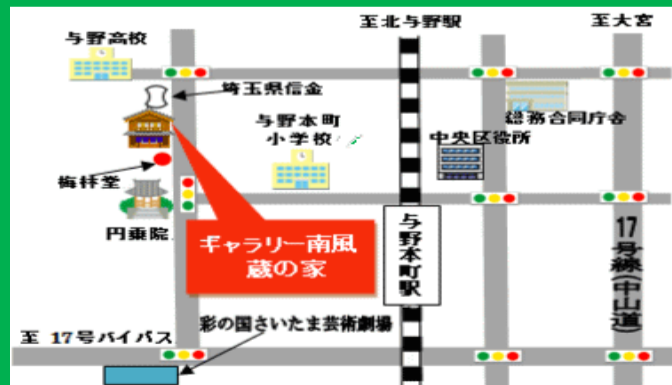 至北与野駅
至大宮
与野高校
埼玉県信金
与野本町
小学校
総務合同庁舎
中央区役所
梅林堂
円乗院
ギャラリー南風
蔵の家
与野本町駅
17号線(中山道)
彩の国さいたま芸術劇場
至 17号バイパス